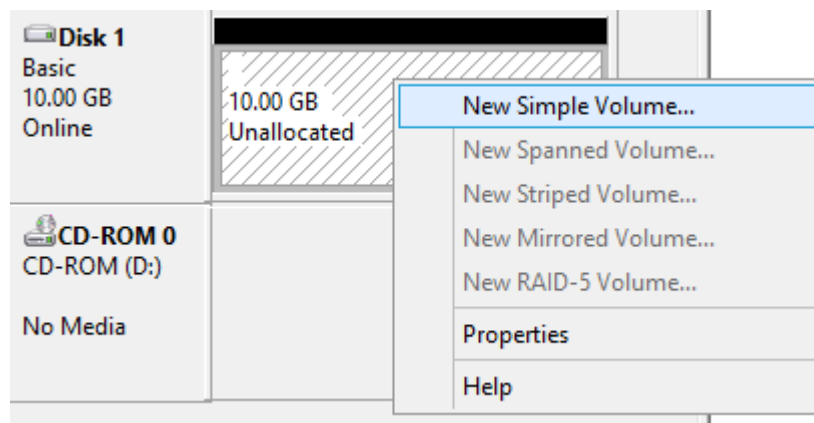 Disk 1
Basic
10.00 GB
Online
10.00 GB
Unallocated
New Simple Volume...
New Spanned Volume...
New Striped Volume...
New Mirrored Volume...
New RAID-5 Volume...
Properties
Help
CD-ROM 0
CD-ROM (D:)
No Media